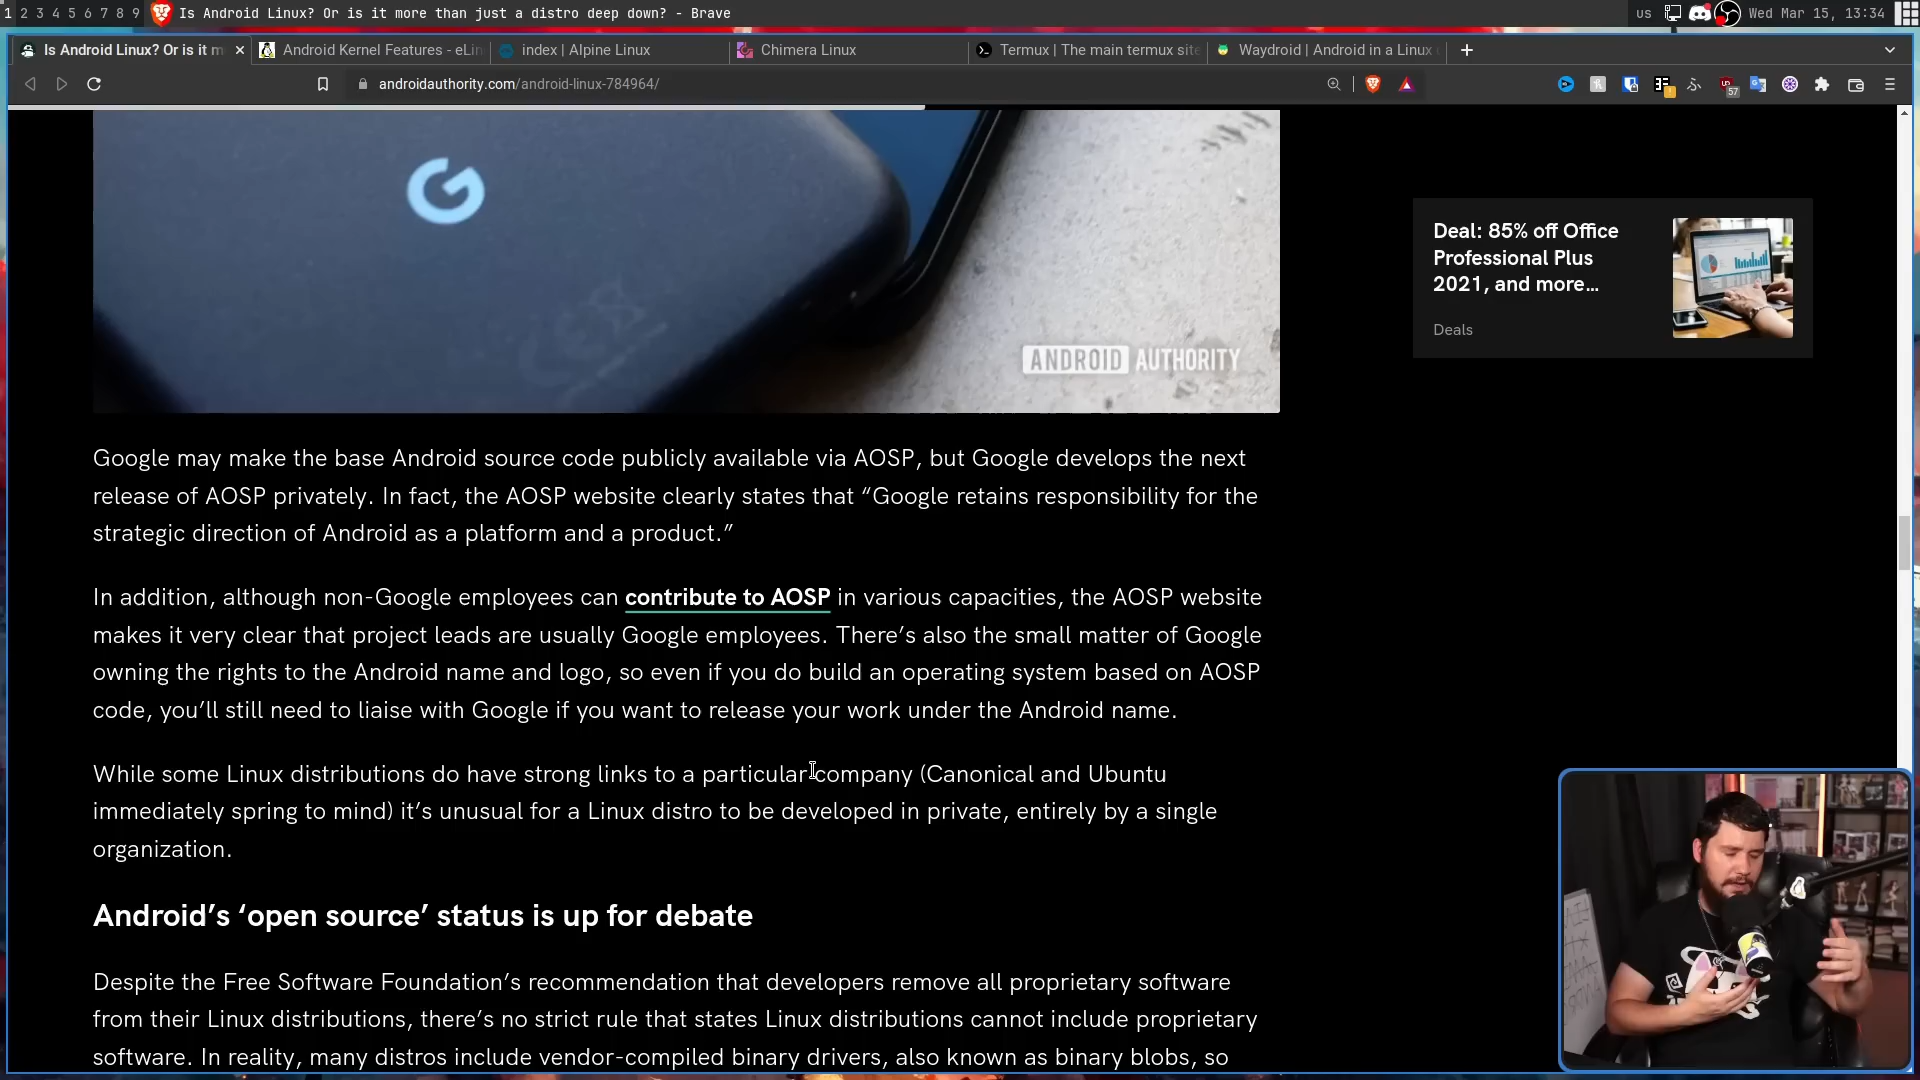 1 2 3 4 5 6 7 8 9 Is Android Linux? Or is it more than just a distro deep down? - Brave
us Wed Mar 15, 13:34
Is Android Linux? Or is it m
Android Kernel Features - eLin
index | Alpine Linux
Chimera Linux
Termux | The main termux site
Waydroid | Android in a Linux
androidauthority.com/android-linux-784964/
57
G
ANDROID AUTHORITY
Deal: 85% off Office
Professional Plus
2021, and more...
Deals
Google may make the base Android source code publicly available via AOSP, but Google develops the next
release of AOSP privately. In fact, the AOSP website clearly states that “Google retains responsibility for the
strategic direction of Android as a platform and a product.”
In addition, although non-Google employees can contribute to AOSP in various capacities, the AOSP website
makes it very clear that project leads are usually Google employees. There’s also the small matter of Google
owning the rights to the Android name and logo, so even if you do build an operating system based on AOSP
code, you’ll still need to liaise with Google if you want to release your work under the Android name.
While some Linux distributions do have strong links to a particular company (Canonical and Ubuntu
immediately spring to mind) it’s unusual for a Linux distro to be developed in private, entirely by a single
organization.
Android’s ‘open source’ status is up for debate
Despite the Free Software Foundation’s recommendation that developers remove all proprietary software
from their Linux distributions, there’s no strict rule that states Linux distributions cannot include proprietary
software. In reality, many distros include vendor-compiled binary drivers, also known as binary blobs, so